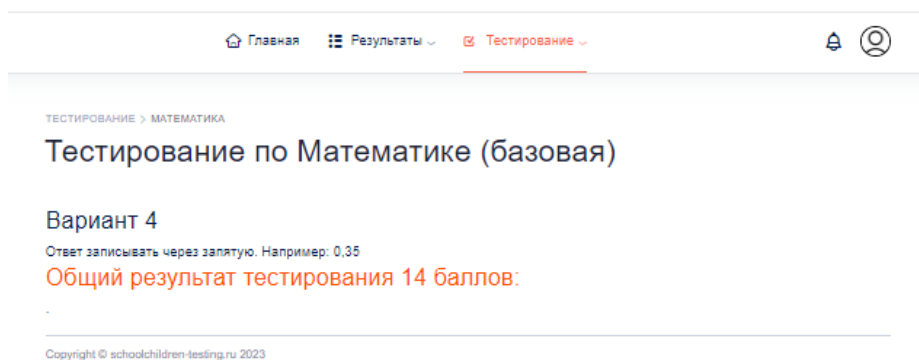 Главная Результаты Тестирование
ТЕСТИРОВАНИЕ > МАТЕМАТИКА
Тестирование по Математике (базовая)
Вариант 4
Ответ записывать через запятую. Например: 0,35
Общий результат тестирования 14 баллов:
.
Copyright © schoolchildren-testing.ru 2023